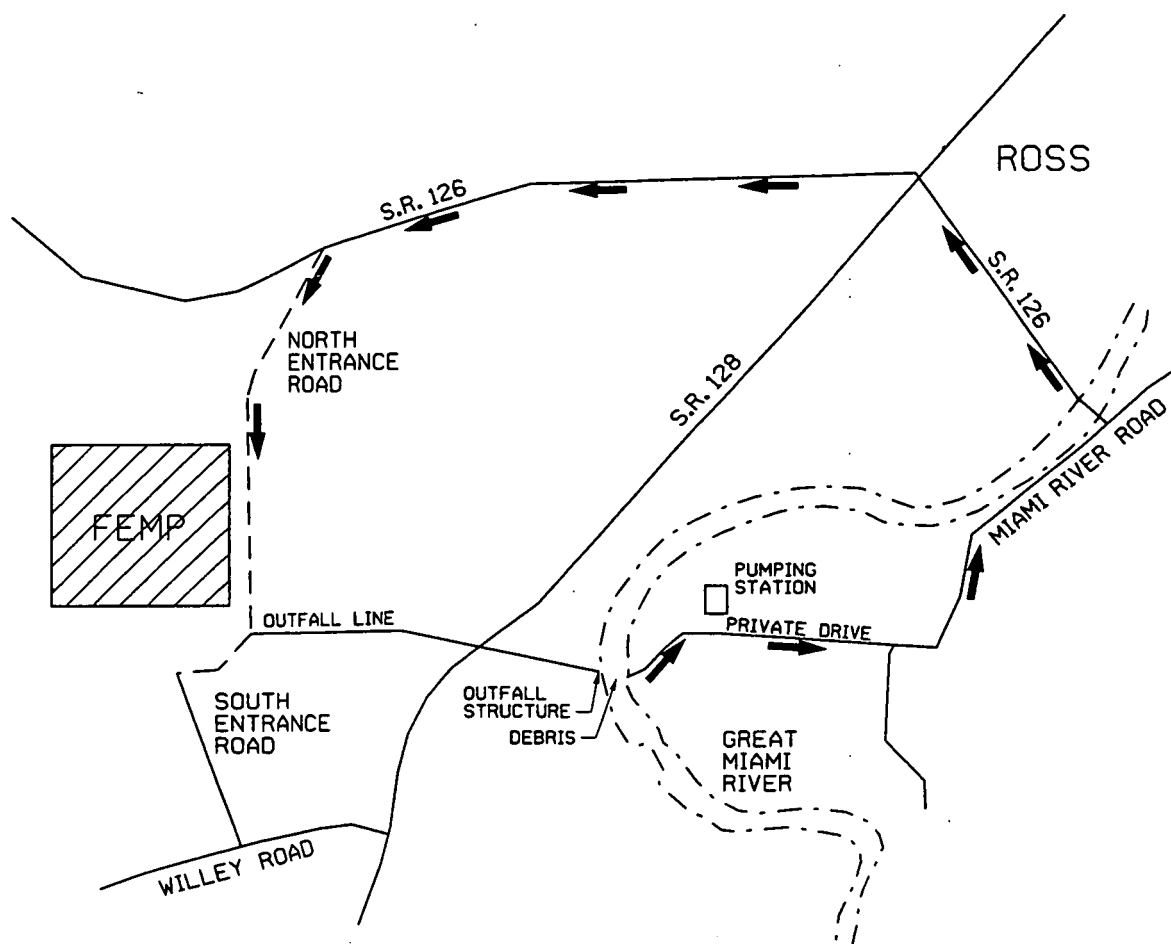 ROSS
S.R. 126
S.R. 126
NORTH
ENTRANCE
ROAD
S.R. 128
MIAMI RIVER ROAD
FEMP
PUMPING
STATION
OUTFALL LINE
PRIVATE DRIVE
SOUTH
ENTRANCE
ROAD
OUTFALL
STRUCTURE
DEBRIS
GREAT
MIAMI
RIVER
WILLEY ROAD